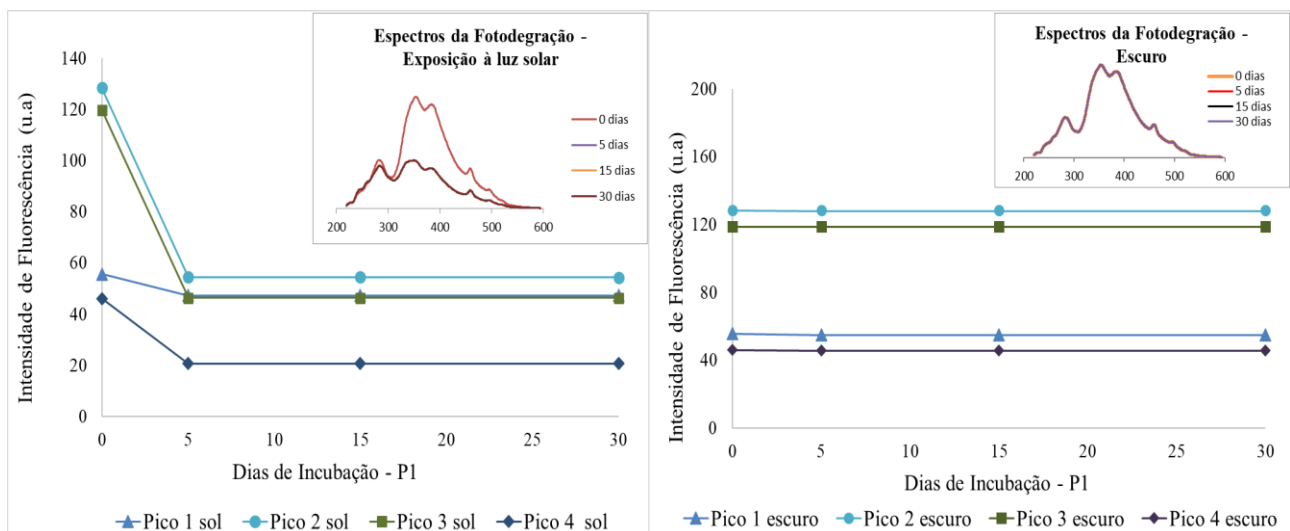 Espectros da Fotodegração -
Exposição à luz solar
0 dias
5 dias
15 dias
30 dias
200 300 400 500 600
Intensidade de Fluorescência (u.a)
140
120
100
80
60
40
20
0
0 5 10 15 20 25 30
Dias de Incubação - P1
Pico 1 sol Pico 2 sol Pico 3 sol Pico 4 sol
Espectros da Fotodegração -
Escuro
0 dias
5 dias
15 dias
30 dias
200 300 400 500 600
Intensidade de Fluorescência (u.a)
200
160
120
80
40
0
0 5 10 15 20 25 30
Dias de Incubação - P1
Pico 1 escuro Pico 2 escuro Pico 3 escuro Pico 4 escuro